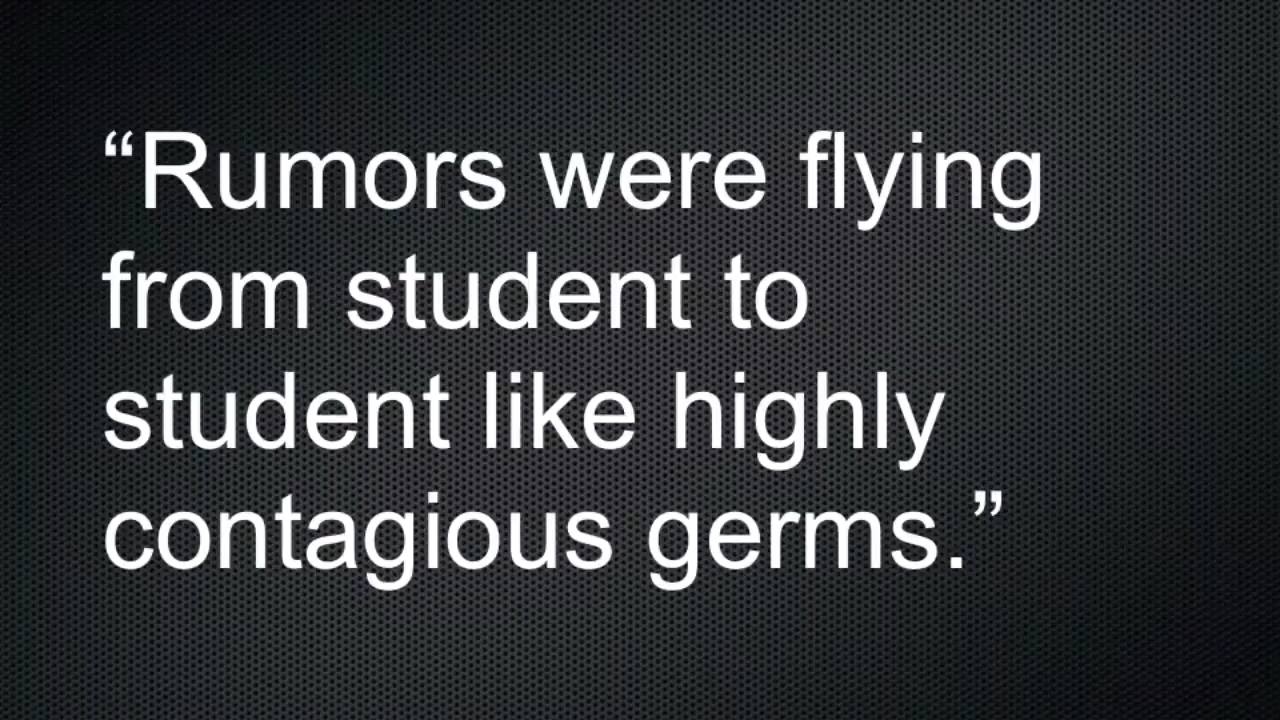 “Rumors were flying
from student to
student like highly
contagious germs.”